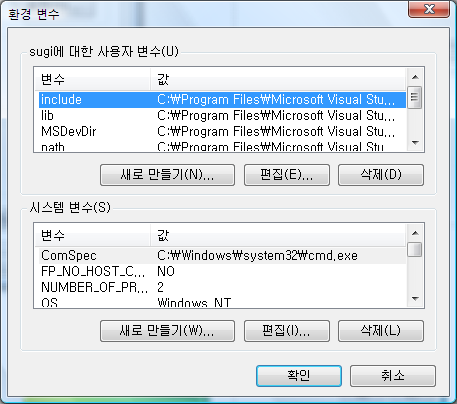 환경 변수
sugi에 대한 사용자 변수(U)
변수 값
include C:₩Program Files₩Microsoft Visual Stu...
lib C:₩Program Files₩Microsoft Visual Stu...
MSDevDir C:₩Program Files₩Microsoft Visual Stu...
path C:₩Program Files₩Microsoft Visual Stu...
새로 만들기(N)... 편집(E)... 삭제(D)
시스템 변수(S)
변수 값
ComSpec C:₩Windows₩system32₩cmd.exe
FP_NO_HOST_C... NO
NUMBER_OF_PR... 2
OS Windows_NT
새로 만들기(W)... 편집(I)... 삭제(L)
확인 취소